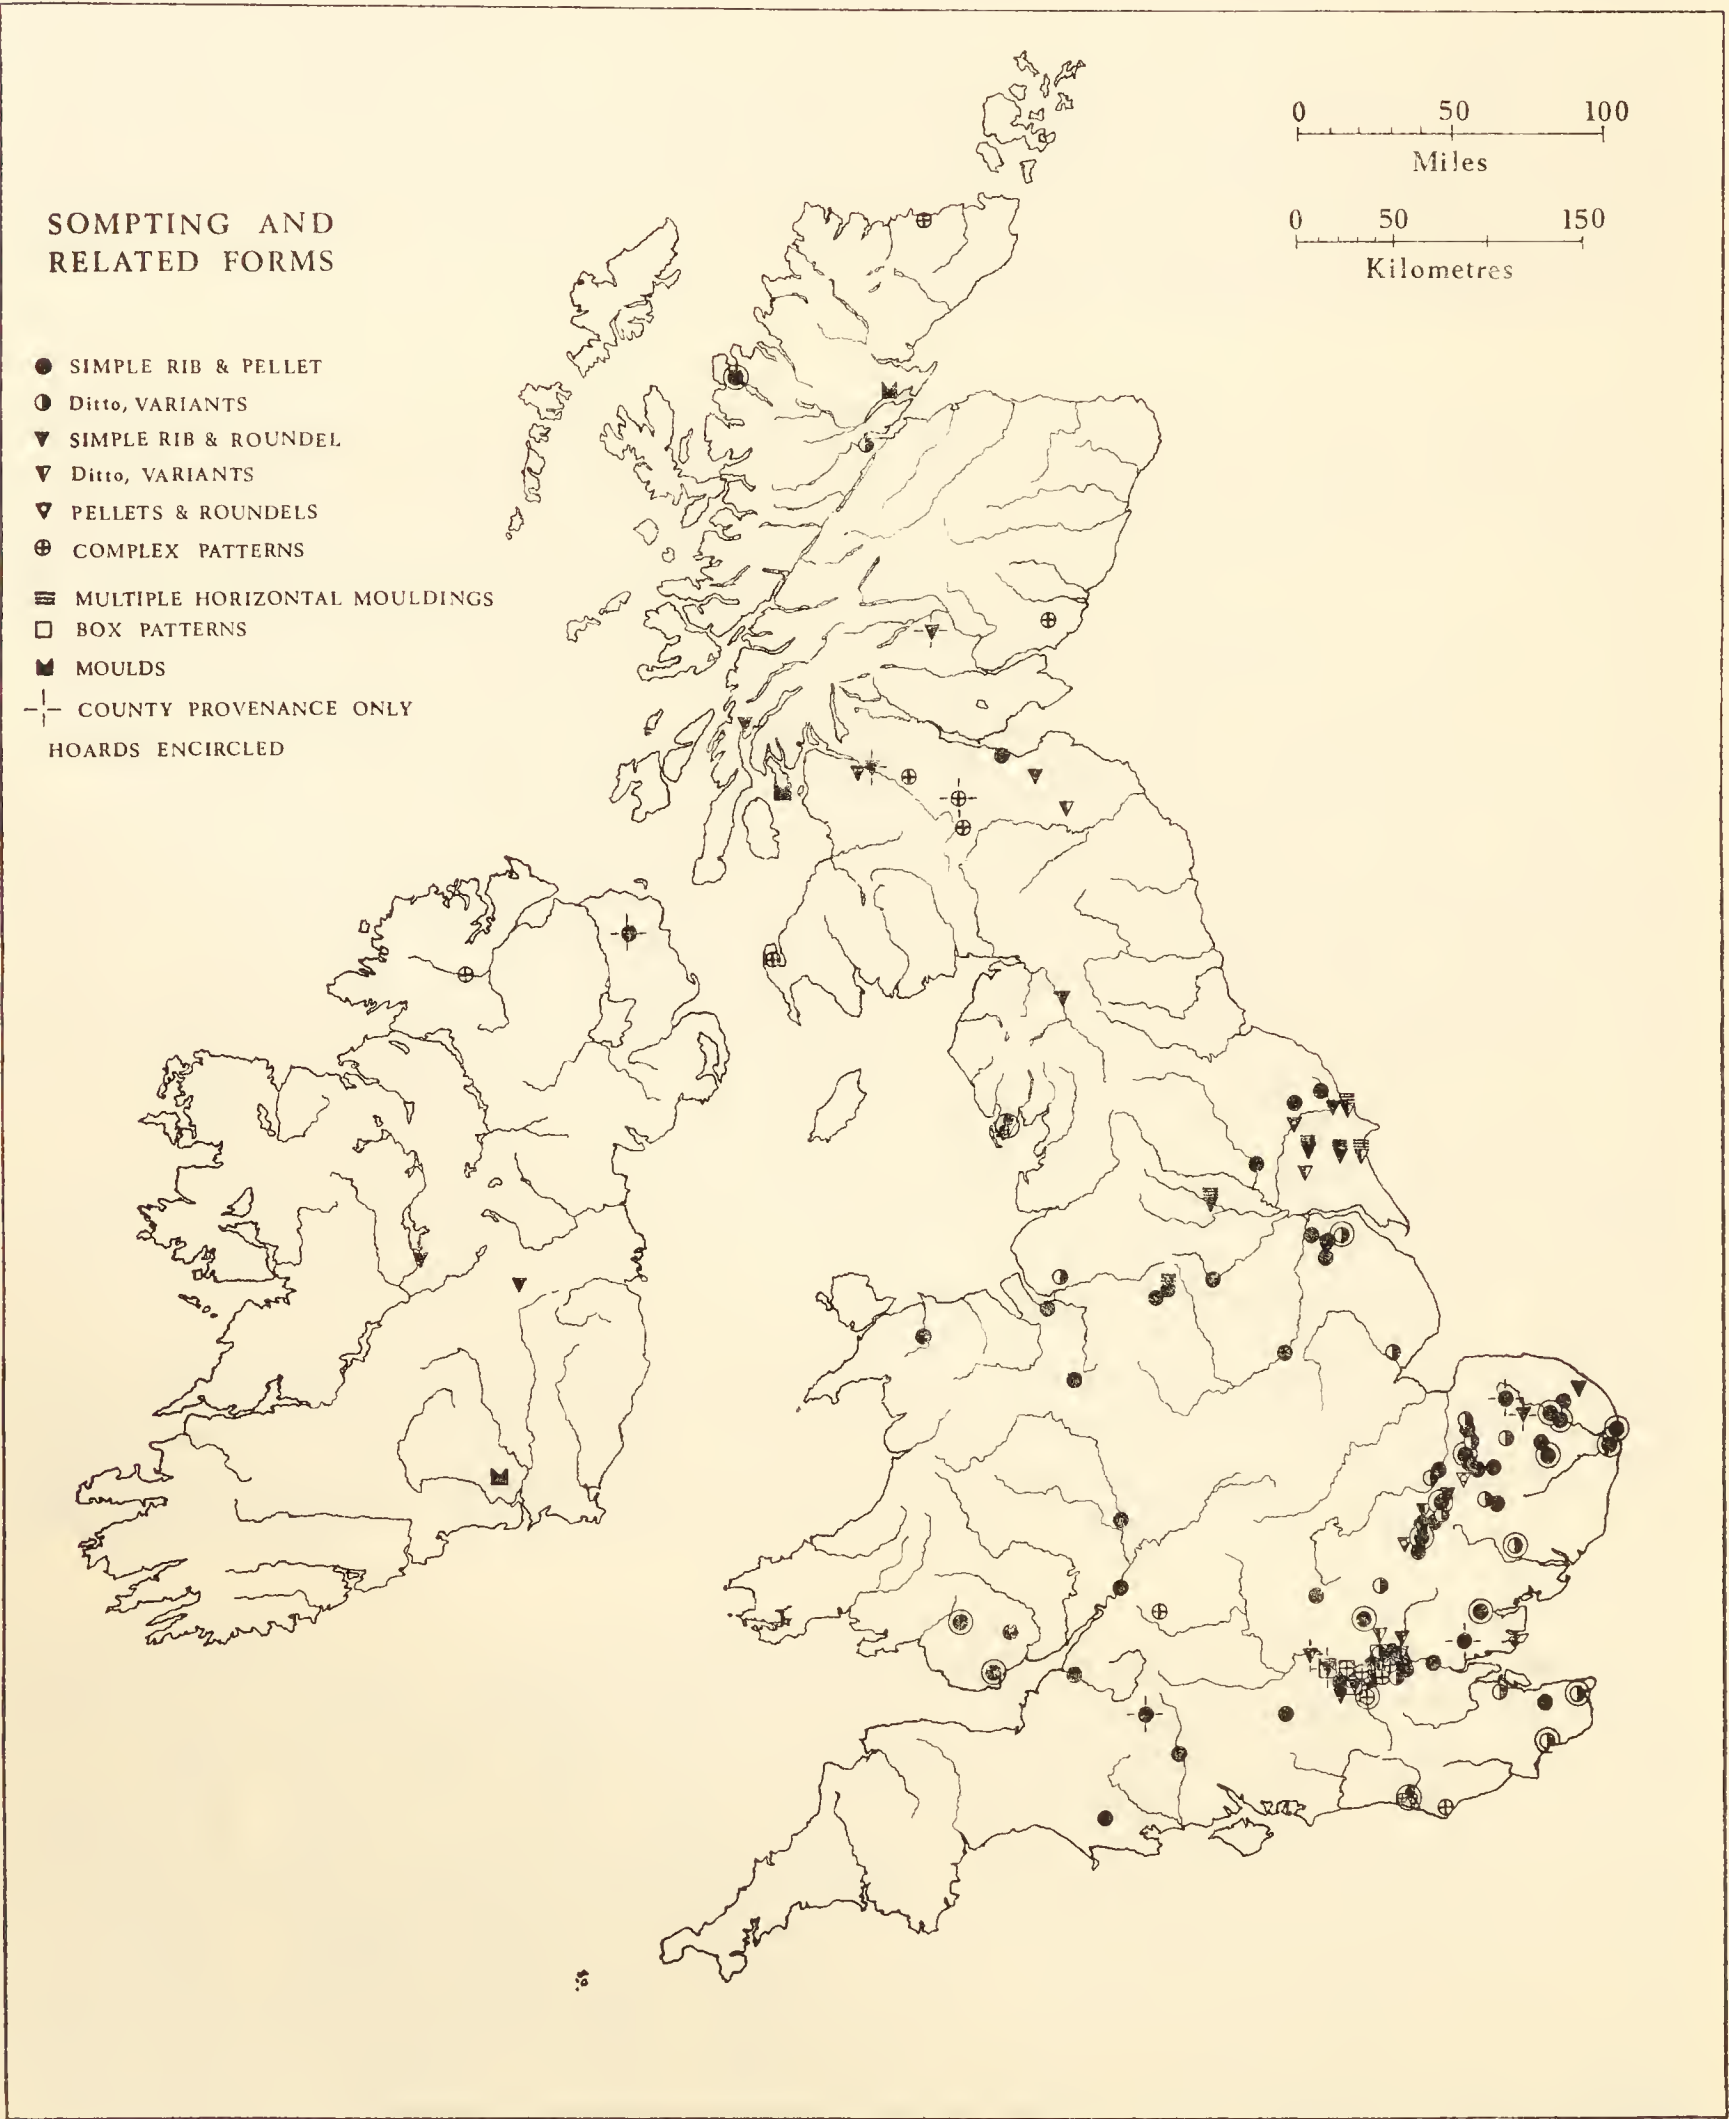 SOMPTING AND
RELATED FORMS
SIMPLE RIB & PELLET
Ditto, VARIANTS
SIMPLE RIB & ROUNDEL
Ditto, VARIANTS
PELLETS & ROUNDELS
COMPLEX PATTERNS
MULTIPLE HORIZONTAL MOULDINGS
BOX PATTERNS
MOULDS
COUNTY PROVENANCE ONLY
HOARDS ENCIRCLED
0 50 100
Miles
0 50 150
Kilometres